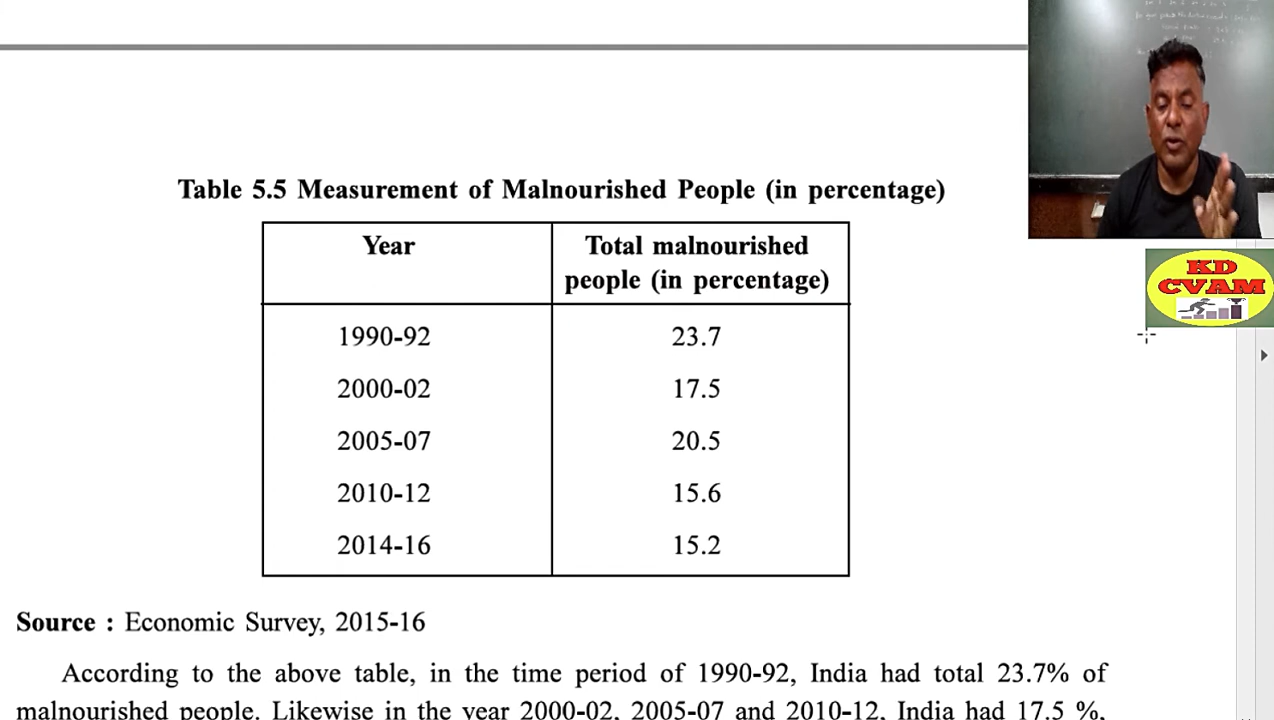 Table 5.5 Measurement of Malnourished People (in percentage)
Year
Total malnourished
people (in percentage)
1990-92 23.7
2000-02 17.5
2005-07 20.5
2010-12 15.6
2014-16 15.2
Source : Economic Survey, 2015-16
According to the above table, in the time period of 1990-92, India had total 23.7% of
malnourished people. Likewise in the year 2000-02, 2005-07 and 2010-12, India had 17.5 %,
KD
CVAM